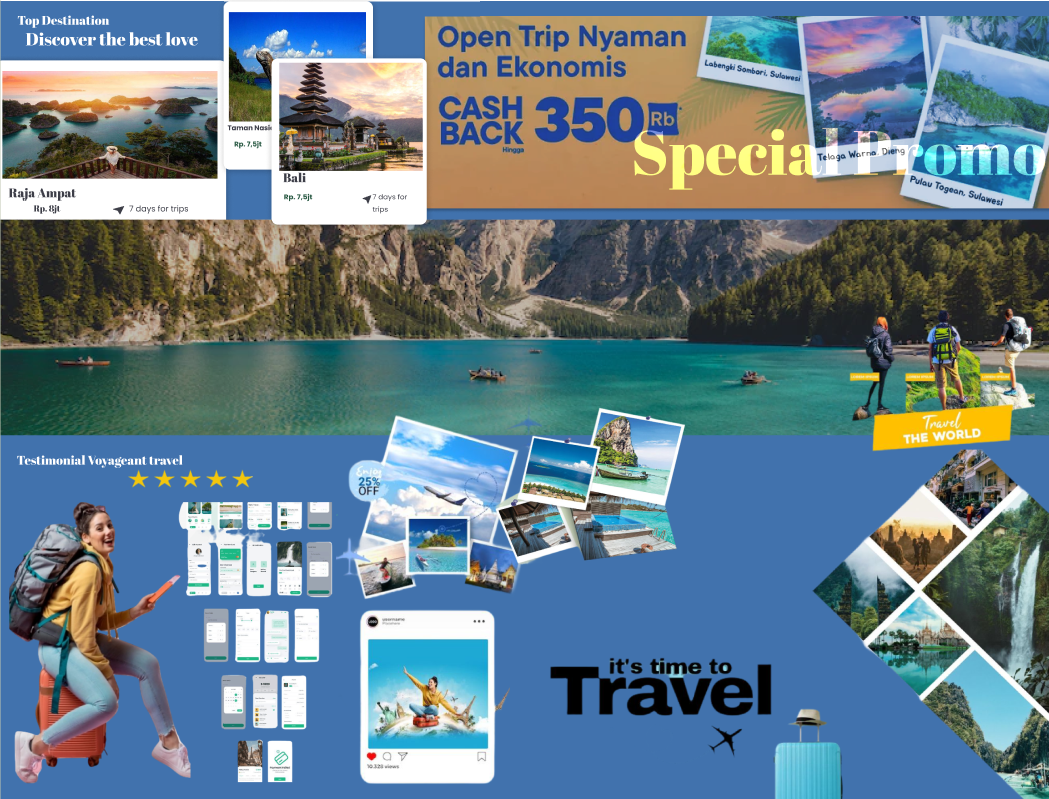 Top Destination
Discover the best love
Raja Ampat
Rp. 8jt
7 days for trips
Taman Nasi
Rp. 7,5jt
Bali
Rp. 7,5jt
7 days for
trips
Open Trip Nyaman
dan Ekonomis
CASH
BACK
Hingga
350 Rb
Special Promo
Labengki Sombori, Sulawesi
Telaga Warna, Dieng
Pulau Togean, Sulawesi
Travel
THE WORLD
Testimonial Voyageant travel
Enjoy
25%
OFF
username
10.325 views
it's time to
Travel